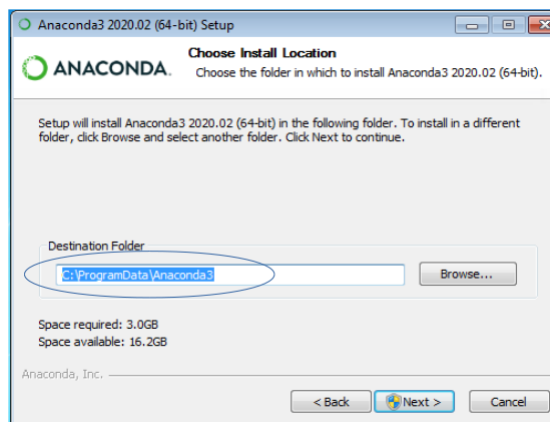 Anaconda3 2020.02 (64-bit) Setup
ANACONDA.
Choose Install Location
Choose the folder in which to install Anaconda3 2020.02 (64-bit).
Setup will install Anaconda3 2020.02 (64-bit) in the following folder. To install in a different
folder, click Browse and select another folder. Click Next to continue.
Destination Folder
C:\ProgramData\Anaconda3
Browse...
Space required: 3.0GB
Space available: 16.2GB
Anaconda, Inc.
< Back
Next >
Cancel